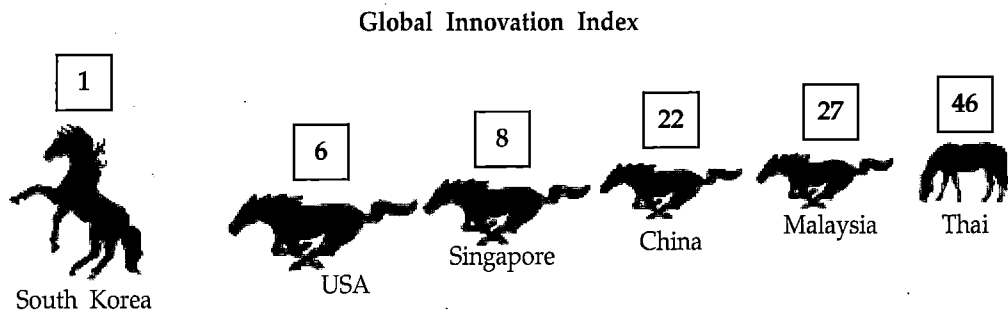 Global Innovation Index
1
6
8
22
27
46
South Korea
USA
Singapore
China
Malaysia
Thai